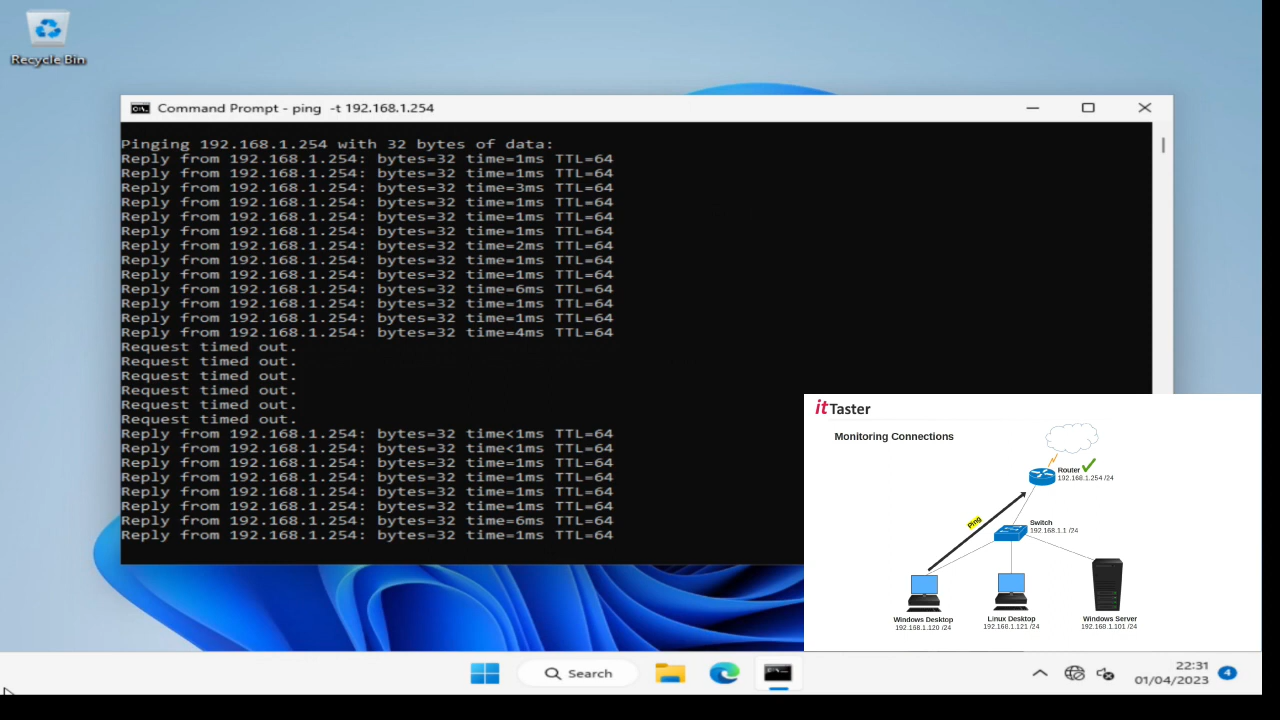 Recycle Bin
Command Prompt - ping  -t 192.168.1.254
Pinging 192.168.1.254 with 32 bytes of data:
Reply from 192.168.1.254: bytes=32 time=1ms TTL=64
Reply from 192.168.1.254: bytes=32 time=1ms TTL=64
Reply from 192.168.1.254: bytes=32 time=3ms TTL=64
Reply from 192.168.1.254: bytes=32 time=1ms TTL=64
Reply from 192.168.1.254: bytes=32 time=1ms TTL=64
Reply from 192.168.1.254: bytes=32 time=1ms TTL=64
Reply from 192.168.1.254: bytes=32 time=2ms TTL=64
Reply from 192.168.1.254: bytes=32 time=1ms TTL=64
Reply from 192.168.1.254: bytes=32 time=1ms TTL=64
Reply from 192.168.1.254: bytes=32 time=6ms TTL=64
Reply from 192.168.1.254: bytes=32 time=1ms TTL=64
Reply from 192.168.1.254: bytes=32 time=1ms TTL=64
Reply from 192.168.1.254: bytes=32 time=4ms TTL=64
Request timed out.
Request timed out.
Request timed out.
Request timed out.
Request timed out.
Request timed out.
Reply from 192.168.1.254: bytes=32 time<1ms TTL=64
Reply from 192.168.1.254: bytes=32 time<1ms TTL=64
Reply from 192.168.1.254: bytes=32 time=1ms TTL=64
Reply from 192.168.1.254: bytes=32 time=1ms TTL=64
Reply from 192.168.1.254: bytes=32 time=1ms TTL=64
Reply from 192.168.1.254: bytes=32 time=1ms TTL=64
Reply from 192.168.1.254: bytes=32 time=6ms TTL=64
Reply from 192.168.1.254: bytes=32 time=1ms TTL=64
itTaster
Monitoring Connections
Router
192.168.1.254 /24
Ping
Switch
192.168.1.1 /24
Windows Desktop
192.168.1.120 /24
Linux Desktop
192.168.1.121 /24
Windows Server
192.168.1.101 /24
Search
22:31
01/04/2023
4